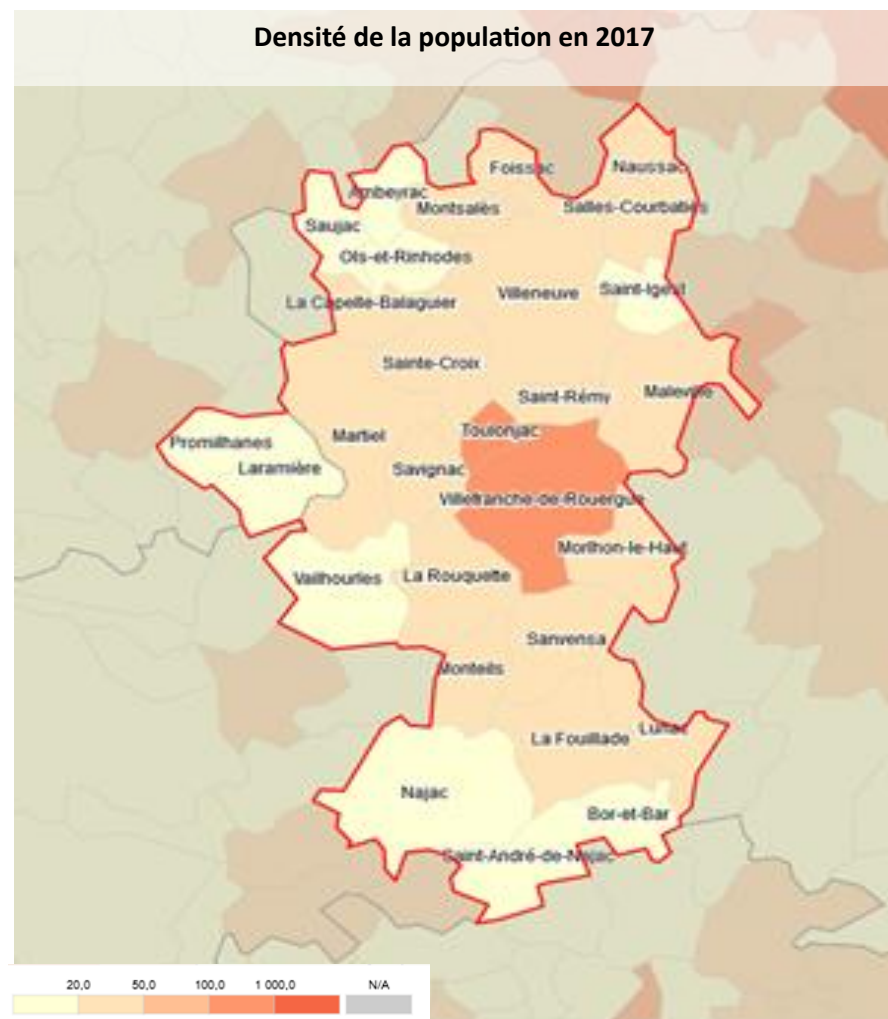 Densité de la population en 2017
Foissac
Naussac
Ambeyrac
Montsalès
Salles-Courbatiès
Saujac
Ols-et-Rinhodes
Villeneuve
Saint-Igest
La Capelle-Balaguier
Sainte-Croix
Saint-Rémy
Maleville
Promilhanes
Martiel
Toulonjac
Laramière
Savignac
Villefranche-de-Rouergue
Morlhon-le-Haut
Vailhourles
La Rouquette
Sanvensa
Monteils
La Fouillade
Lunac
Najac
Bor-et-Bar
Saint-André-de-Najac
20,0 50,0 100,0 1 000,0 N/A